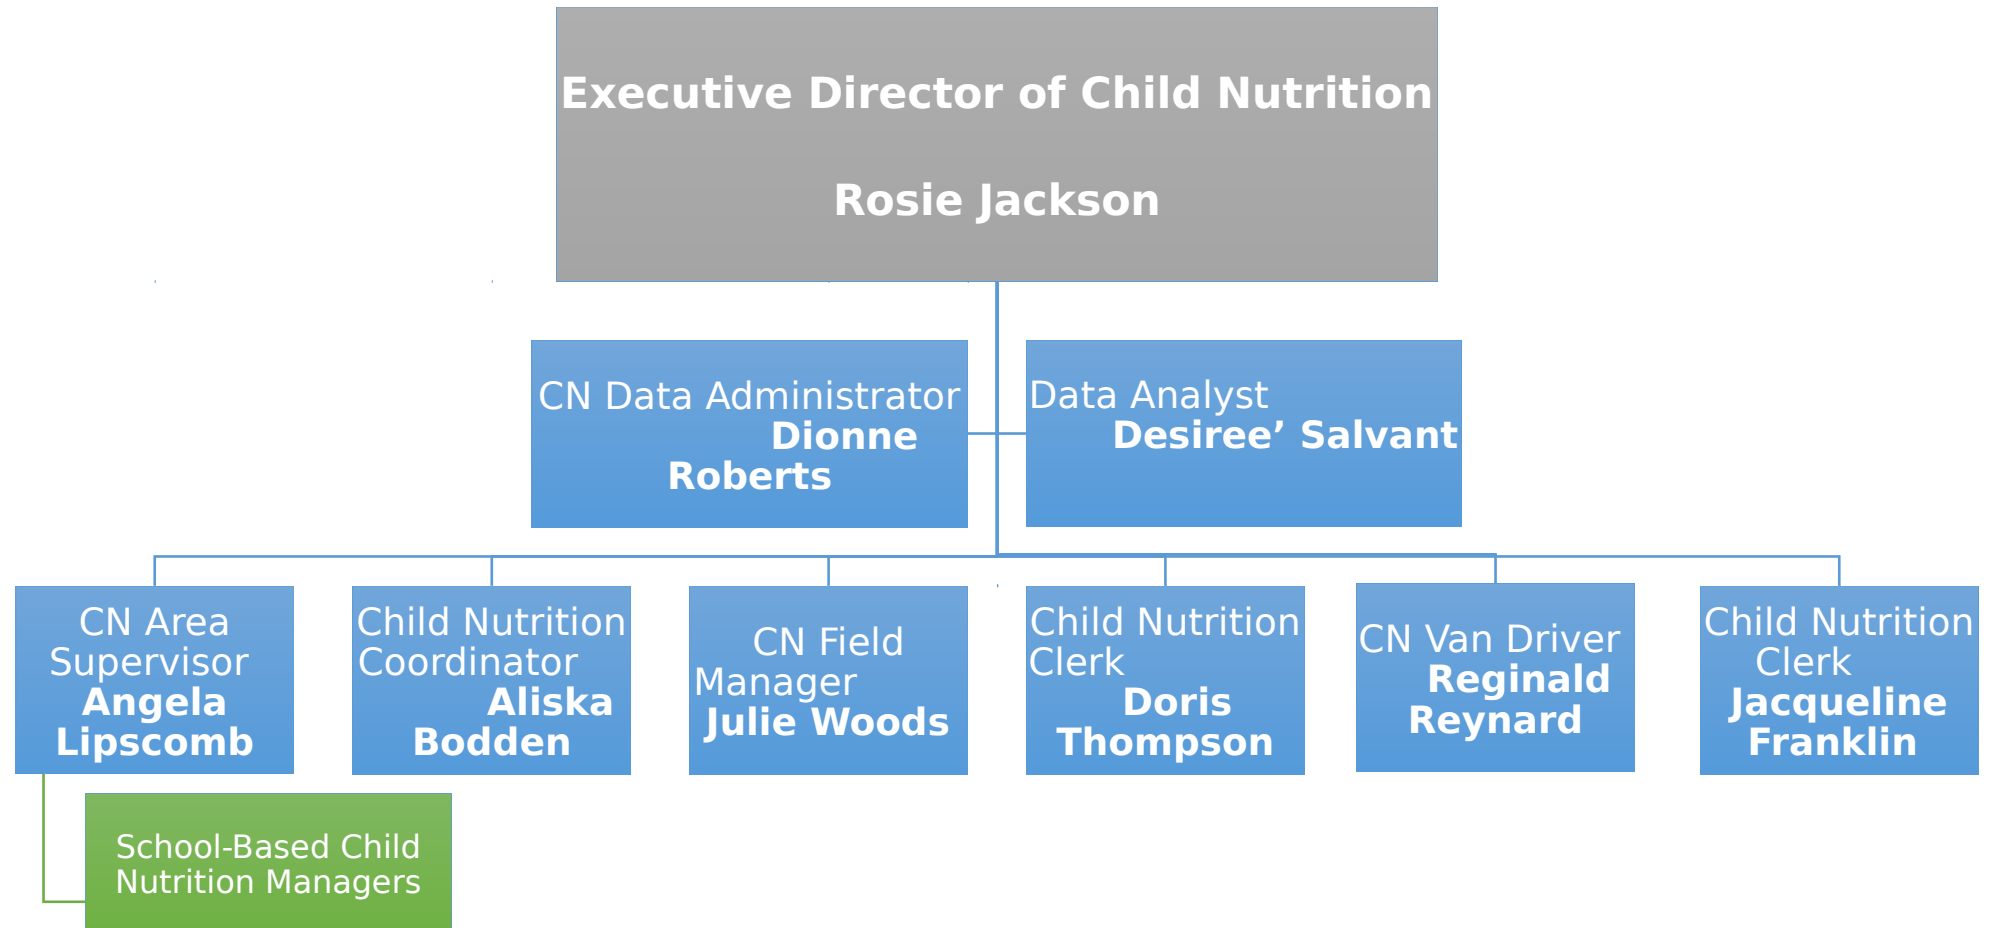 Executive Director of Child Nutrition
Rosie Jackson
CN Data Administrator
Dionne
Roberts
Data Analyst
Desiree’ Salvant
CN Area
Supervisor
Angela
Lipscomb
Child Nutrition
Coordinator
Aliska
Bodden
CN Field
Manager
Julie Woods
Child Nutrition
Clerk
Doris
Thompson
CN Van Driver
Reginald
Reynard
Child Nutrition
Clerk
Jacqueline
Franklin
School-Based Child
Nutrition Managers